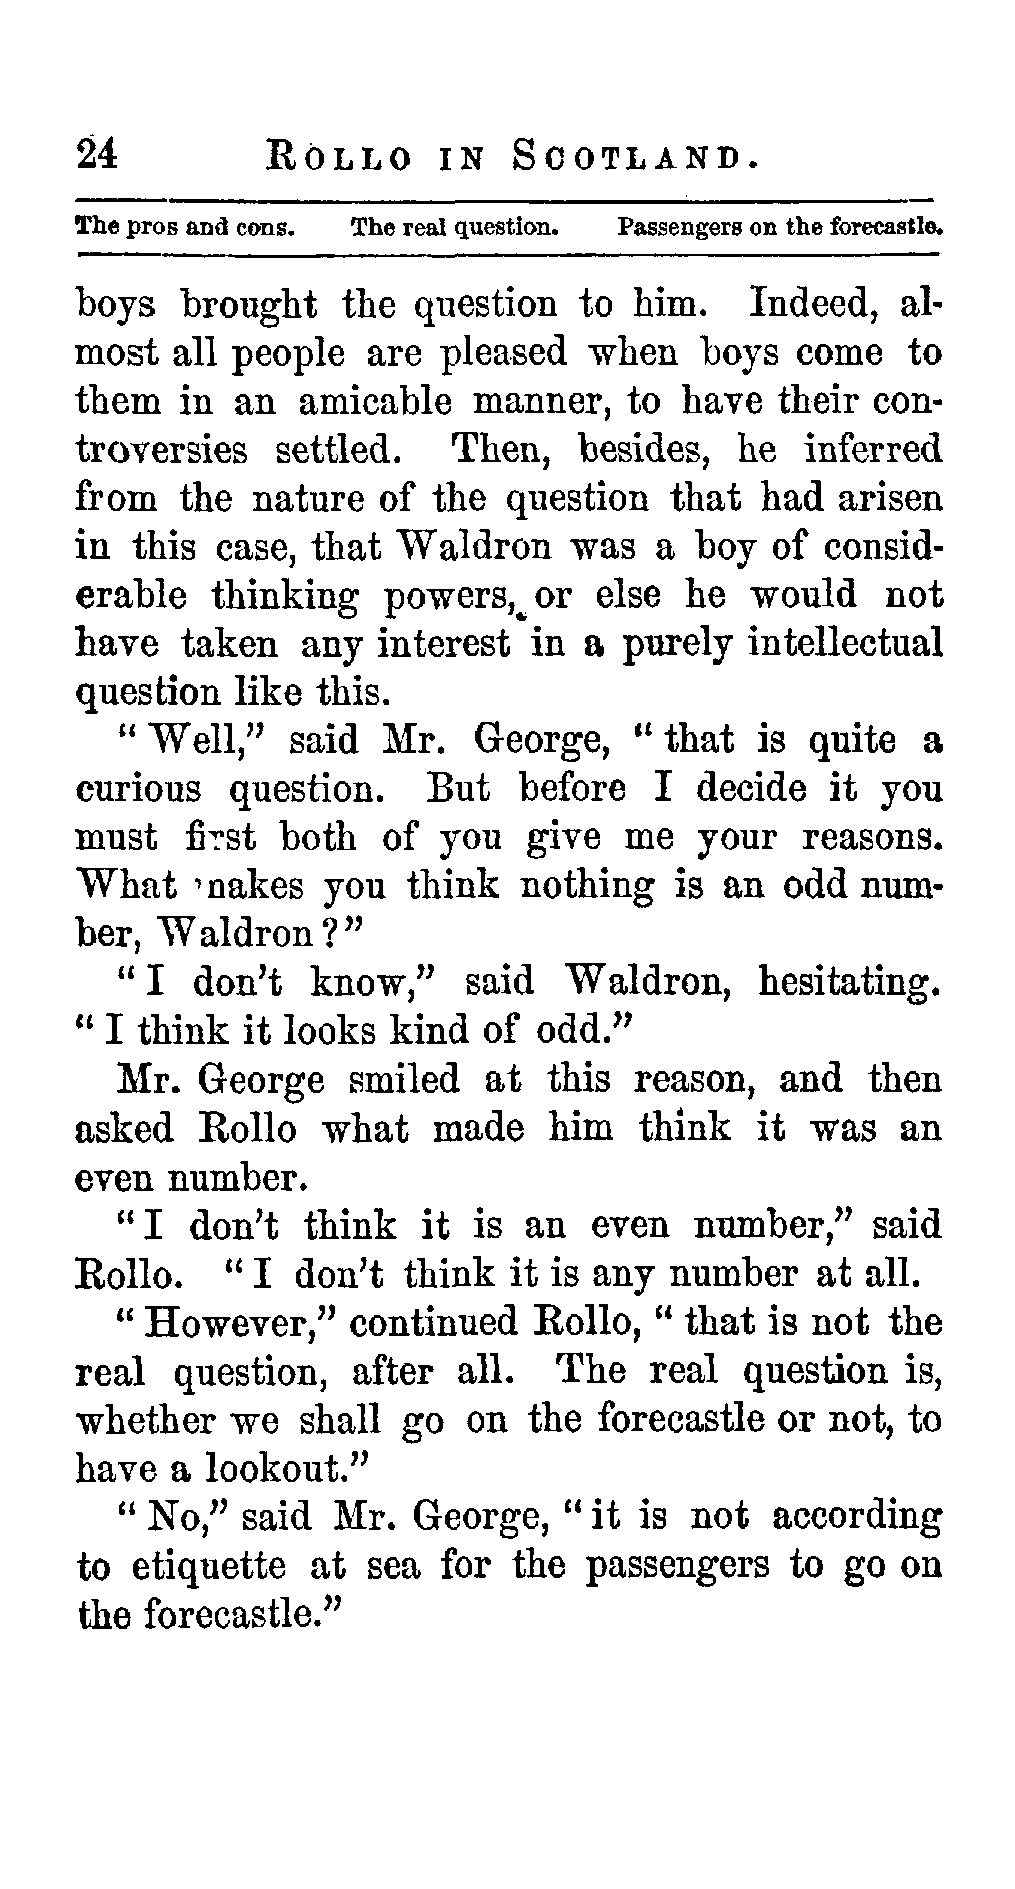 24 ROLLO IN SCOTLAND.
The pros and cons. The real question. Passengers on the forecastle.
boys brought the question to him. Indeed, al-
most all people are pleased when boys come to
them in an amicable manner, to have their con-
troversies settled. Then, besides, he inferred
from the nature of the question that had arisen
in this case, that Waldron was a boy of consid-
erable thinking powers, or else he would not
have taken any interest in a purely intellectual
question like this.
“Well,” said Mr. George, “that is quite a
curious question. But before I decide it you
must first both of you give me your reasons.
What makes you think nothing is an odd num-
ber, Waldron?”
“I don’t know,” said Waldron, hesitating.
“I think it looks kind of odd.”
Mr. George smiled at this reason, and then
asked Rollo what made him think it was an
even number.
“I don’t think it is an even number,” said
Rollo. “I don’t think it is any number at all.
“However,” continued Rollo, “that is not the
real question, after all. The real question is,
whether we shall go on the forecastle or not, to
have a lookout.”
“No,” said Mr. George, “it is not according
to etiquette at sea for the passengers to go on
the forecastle.”